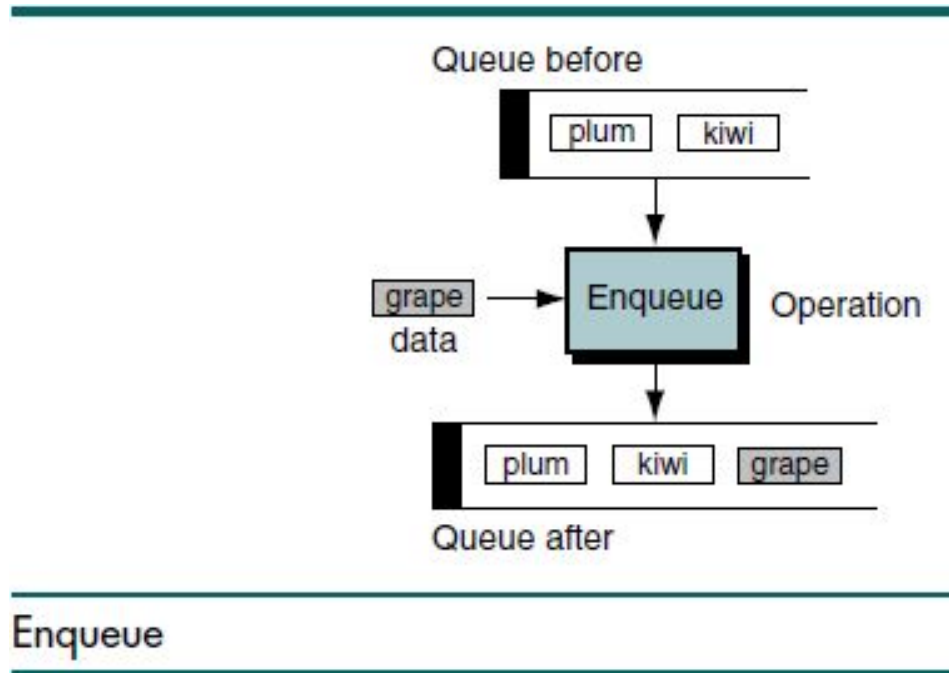 Queue before
plum kiwi
grape
data
Enqueue
Operation
plum kiwi grape
Queue after
Enqueue